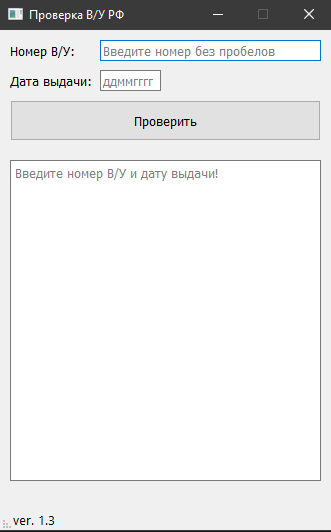 Проверка В/У РФ
Номер В/У: Введите номер без пробелов
Дата выдачи: ддммгггг
Проверить
Введите номер В/У и дату выдачи!
ver. 1.3